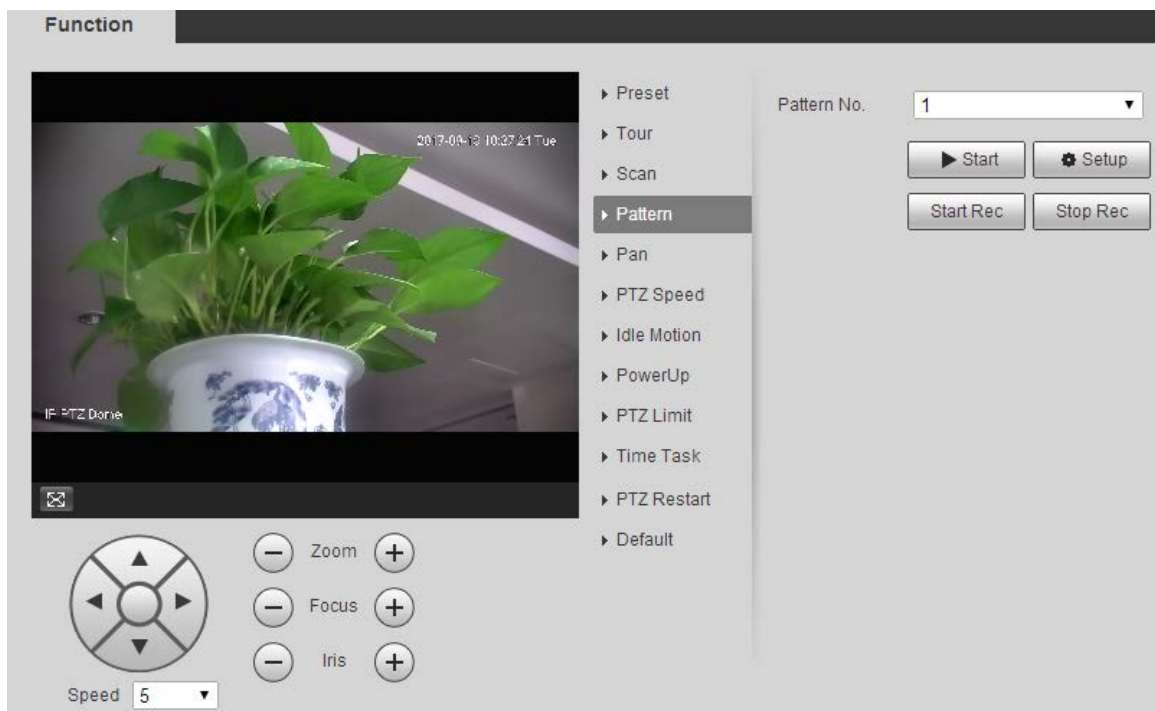 Function
2017-09-13 10:27:21 Tue
IP PTZ Dome
Zoom
Focus
Iris
Speed 5
Preset
Tour
Scan
Pattern
Pan
PTZ Speed
Idle Motion
PowerUp
PTZ Limit
Time Task
PTZ Restart
Default
Pattern No. 1
Start Setup
Start Rec Stop Rec